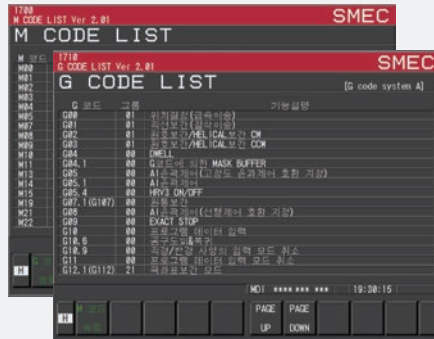 1700
M CODE LIST Ver 2.01
SMEC
M CODE LIST
M 코드
M00
M01
M02
M03
M04
M05
M07
M08
M09
M10
M13
M14
M15
M19
M21
M22
1710
G CODE LIST Ver 2.01
SMEC
G CODE LIST
[G code system A]
G 코드 그룹 기능설명
G00 01 위치결정(급속이송)
G01 01 직선보간(절삭이송)
G02 01 원호보간/HELICAL보간 CW
G03 01 원호보간/HELICAL보간 CCW
G04 00 DWELL
G04.1 00 G코드에 의한 MASK BUFFER
G05 00 AI윤곽제어(고정도 윤곽제어 호환 지정)
G05.1 00 AI윤곽제어
G05.4 00 HRV3 ON/OFF
G07.1(G107) 00 원통보간
G08 00 AI윤곽제어(선행제어 호환 지정)
G09 00 EXACT STOP
G10 00 프로그램 데이터 입력
G10.6 00 공구도피&복귀
G10.9 00 직경/반경 사양의 입력 모드 취소
G11 00 프로그램 데이터 입력 모드 취소
G12.1(G112) 21 극좌표보간 모드
MDI **** *** *** 19:30:15
H
M 코드
목록
PAGE
UP
PAGE
DOWN